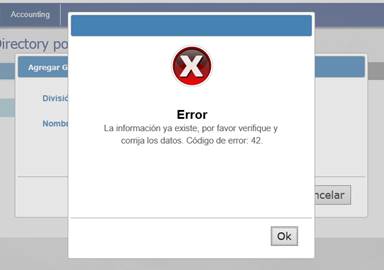 Accounting
Directory po
Agregar G
Divisió
Nombr
Error
La información ya existe, por favor verifique y
corrija los datos. Código de error: 42.
ncelar
Ok